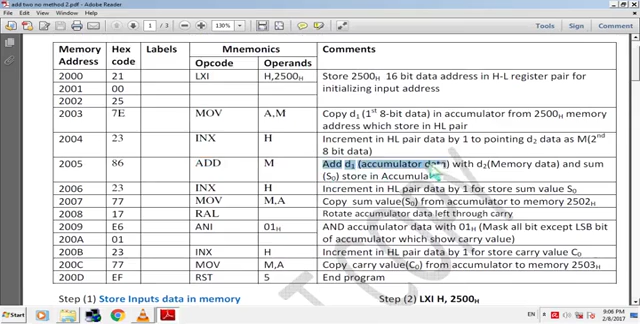 add two no method 2.pdf - Adobe Reader
File Edit View Window Help
1 / 3 130% Tools Sign Comment
Memory Address Hex code Labels Mnemonics Comments
Opcode Operands
2000 21 LXI H,2500H Store 2500H 16 bit data address in H-L register pair for
2001 00 initializing input address
2002 25
2003 7E MOV A,M Copy d1 (1st 8-bit data) in accumulator from 2500H memory
address which store in HL pair
2004 23 INX H Increment in HL pair data by 1 to pointing d2 data as M(2nd
8 bit data)
2005 86 ADD M Add d1 (accumulator data) with d2(Memory data) and sum
(S0) store in Accumulat
2006 23 INX H Increment in HL pair data by 1 for store sum value S0
2007 77 MOV M,A Copy sum value(S0) from accumulator to memory 2502H
2008 17 RAL Rotate accumulator data left through carry
2009 E6 ANI 01H AND accumulator data with 01H (Mask all bit except LSB bit
200A 01 of accumulator which show carry value)
200B 23 INX H Increment in HL pair data by 1 for store carry value C0
200C 77 MOV M,A Copy carry value(C0) from accumulator to memory 2503H
200D EF RST 5 End program
Step (1) Store Inputs data in memory Step (2) LXI H, 2500H
Start
EN
9:06 PM
2/8/2017